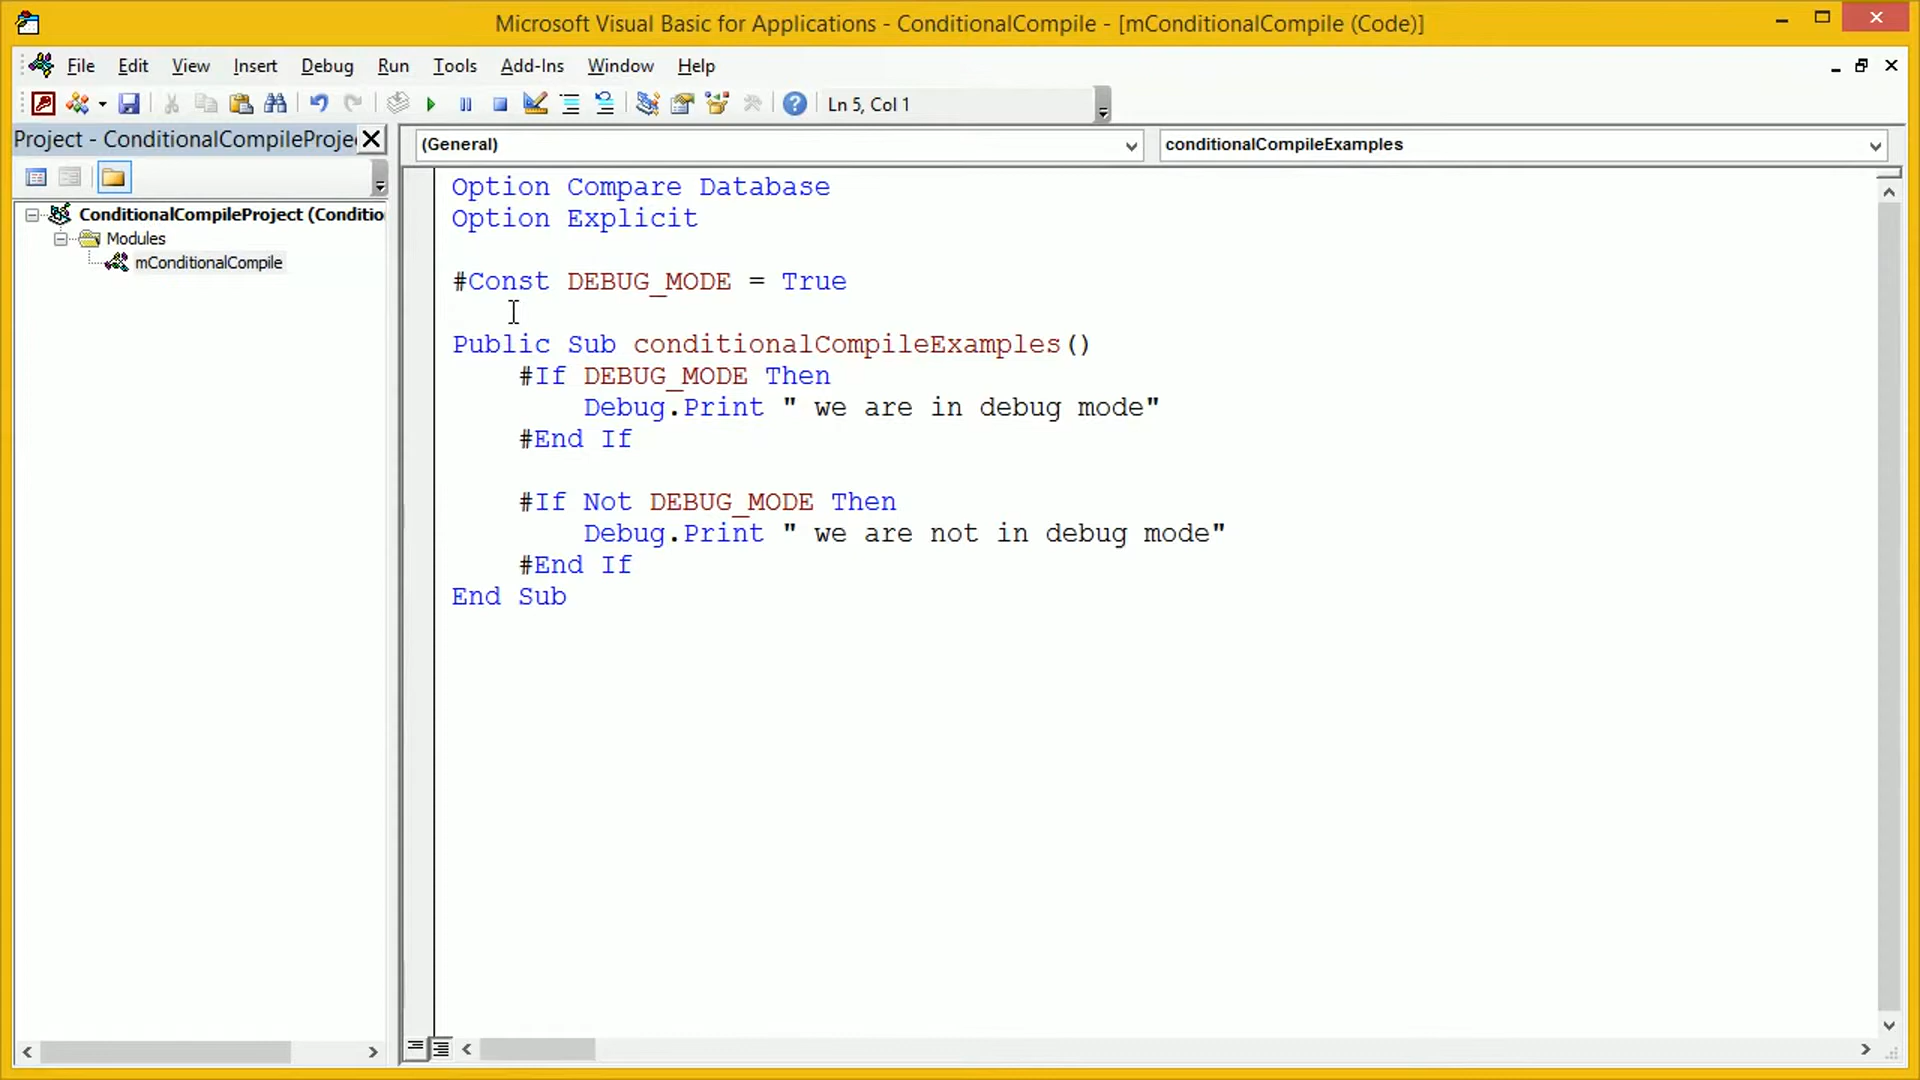 Microsoft Visual Basic for Applications - ConditionalCompile - [mConditionalCompile (Code)]
File Edit View Insert Debug Run Tools Add-Ins Window Help
Ln 5, Col 1
Project - ConditionalCompileProje
(General)
conditionalCompileExamples
ConditionalCompileProject (Conditio
Modules
mConditionalCompile
Option Compare Database
Option Explicit
#Const DEBUG_MODE = True
Public Sub conditionalCompileExamples()
#If DEBUG_MODE Then
Debug.Print " we are in debug mode"
#End If
#If Not DEBUG_MODE Then
Debug.Print " we are not in debug mode"
#End If
End Sub